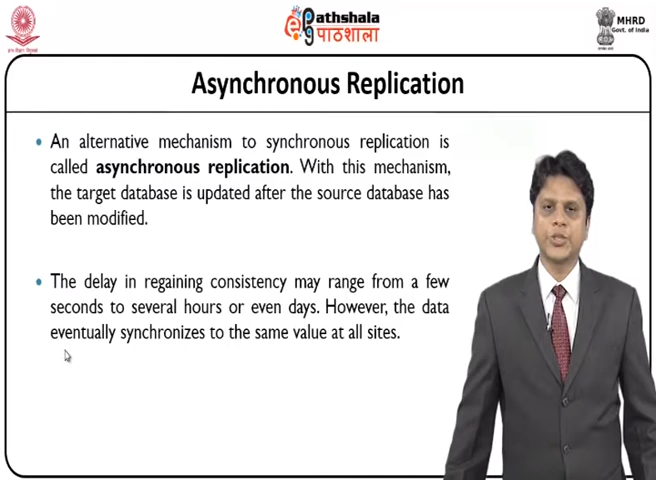 Pathshala
पाठशाला
MHRD
Govt. of India
Asynchronous Replication
• An alternative mechanism to synchronous replication is
called asynchronous replication. With this mechanism,
the target database is updated after the source database has
been modified.
• The delay in regaining consistency may range from a few
seconds to several hours or even days. However, the data
eventually synchronizes to the same value at all sites.